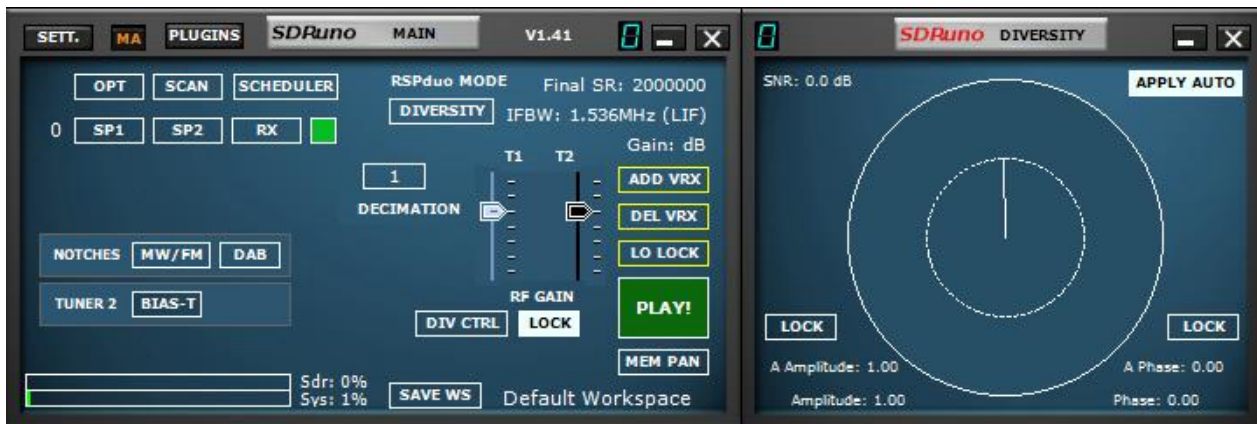 SETT. MA PLUGINS SDRuno MAIN V1.41
OPT SCAN SCHEDULER RSPduo MODE Final SR: 2000000
DIVERSITY IFBW: 1.536MHz (LIF)
0 SP1 SP2 RX Gain: dB
T1 T2
1 ADD VRX
DECIMATION DEL VRX
NOTCHES MW/FM DAB LO LOCK
TUNER 2 BIAS-T RF GAIN PLAY!
DIV CTRL LOCK
MEM PAN
Sdr: 0%
Sys: 1% SAVE WS Default Workspace
SDRuno DIVERSITY
SNR: 0.0 dB APPLY AUTO
LOCK LOCK
A Amplitude: 1.00 A Phase: 0.00
Amplitude: 1.00 Phase: 0.00